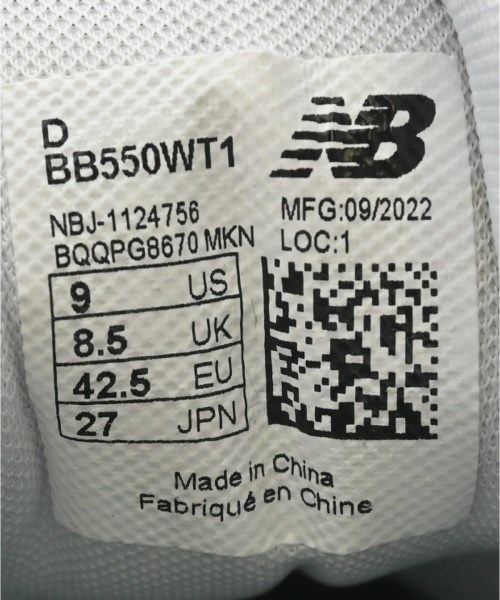 D
BB550WT1
NB
NBJ-1124756
BQQPG8670 MKN
MFG:09/2022
LOC:1
9 US
8.5 UK
42.5 EU
27 JPN
Made in China
Fabriqué en Chine